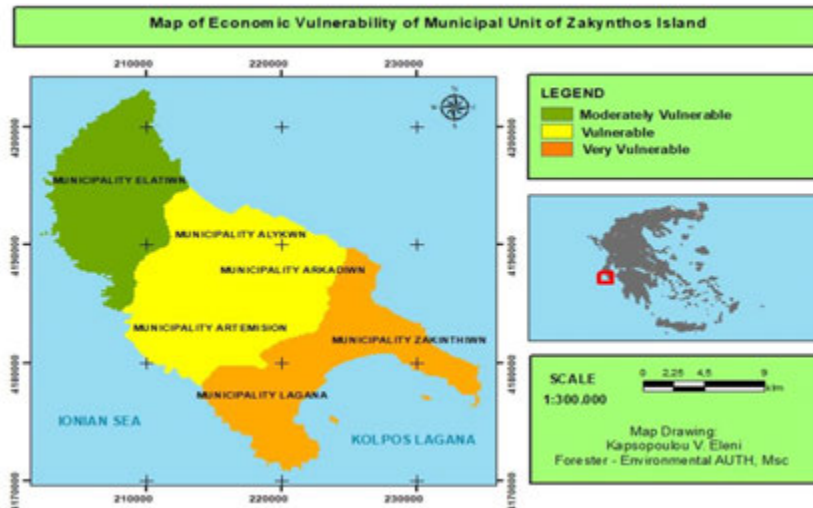 Map of Economic Vulnerability of Municipal Unit of Zakynthos Island
210000 220000 230000
4200000
4190000
4180000
4170000
MUNICIPALITY ELATIWN
MUNICIPALITY ALYKWN
MUNICIPALITY ARKADIWN
MUNICIPALITY ARTEMISION
MUNICIPALITY ZAKINTHIWN
MUNICIPALITY LAGANA
IONIAN SEA
KOLPOS LAGANA
4200000
4190000
4180000
4170000
210000 220000 230000
LEGEND
Moderately Vulnerable
Vulnerable
Very Vulnerable
SCALE
1:300.000
0 2,25 4,5 9
klm
Map Drawing:
Kapsopoulou V. Eleni
Forester - Environmental AUTH, Msc